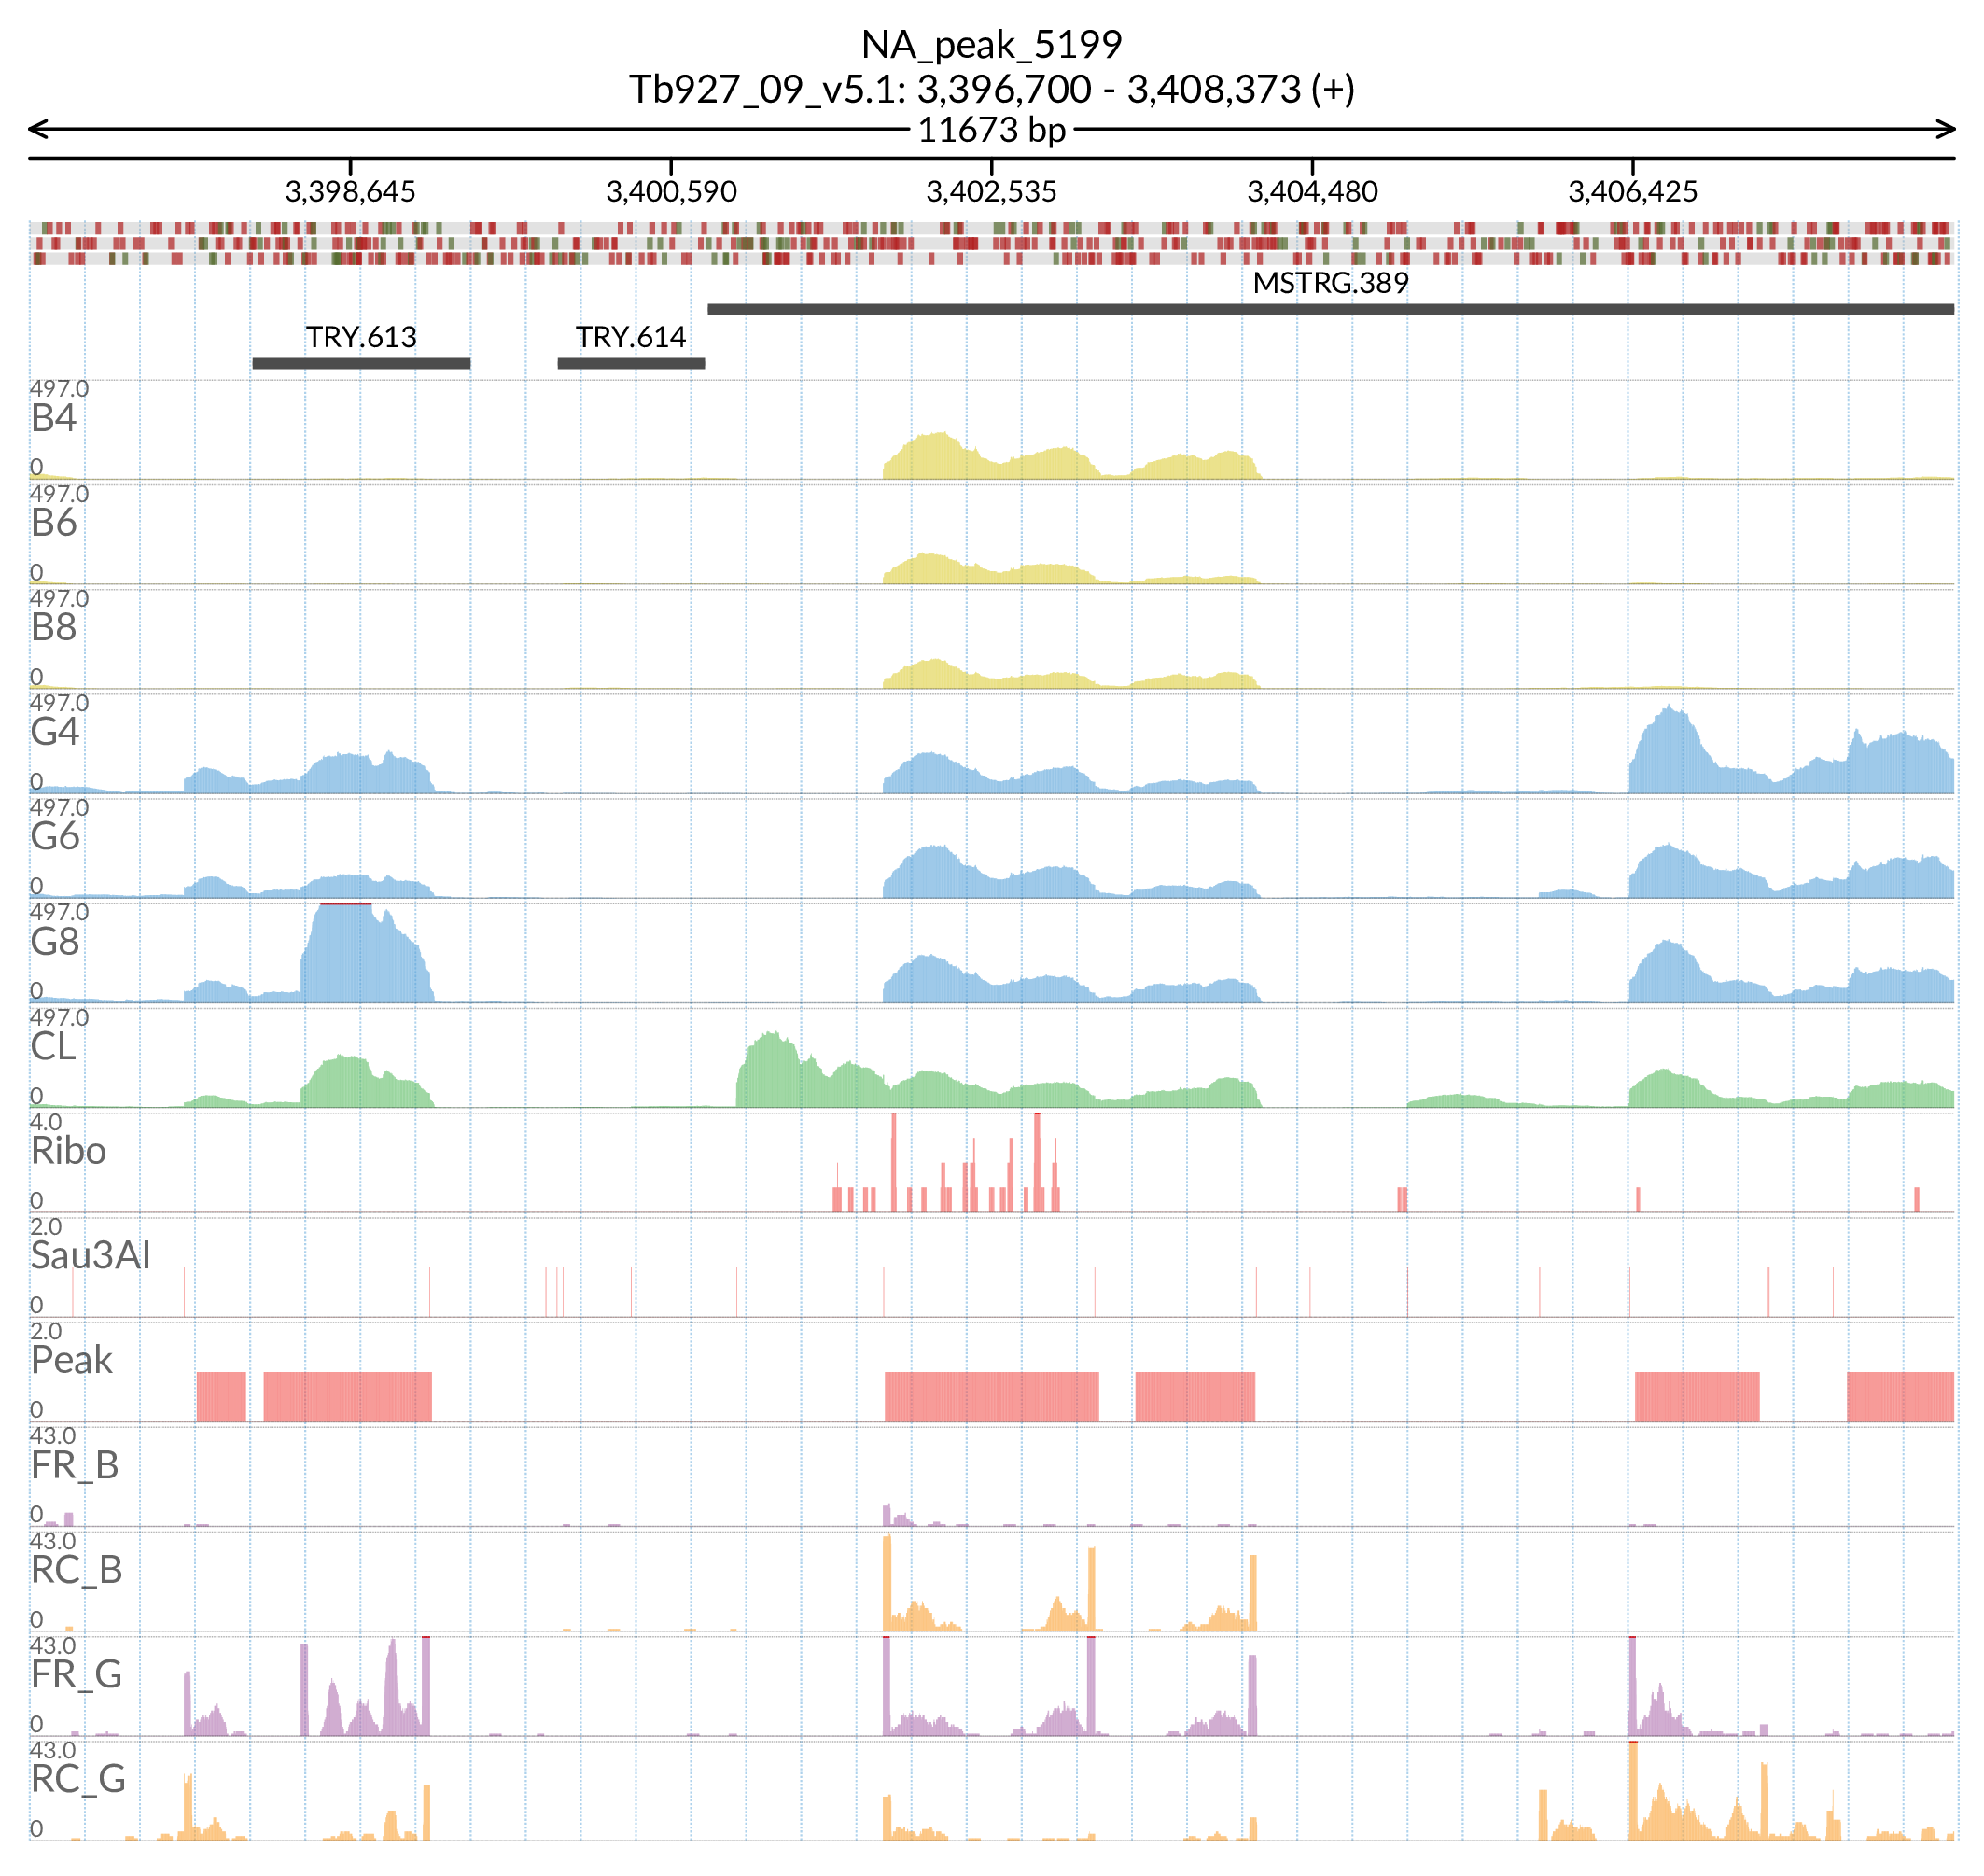 NA_peak_5199
Tb927_09_v5.1: 3,396,700 - 3,408,373 (+)
11673 bp
3,398,645 3,400,590 3,402,535 3,404,480 3,406,425
MSTRG.389
TRY.613 TRY.614
497.0
B4
0
497.0
B6
0
497.0
B8
0
497.0
G4
0
497.0
G6
0
497.0
G8
0
497.0
CL
0
4.0
Ribo
0
2.0
Sau3AI
0
2.0
Peak
0
43.0
FR_B
0
43.0
RC_B
0
43.0
FR_G
0
43.0
RC_G
0